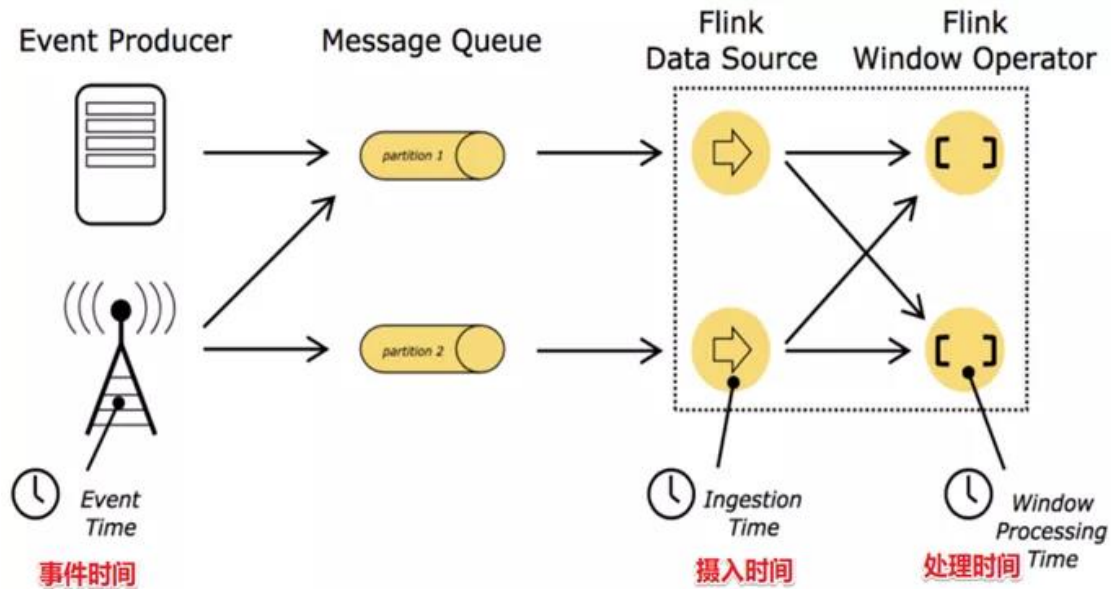 Event Producer
Message Queue
Flink
Data Source
Flink
Window Operator
partition 1
partition 2
Event
Time
事件时间
Ingestion
Time
摄入时间
Window
Processing
Time
处理时间